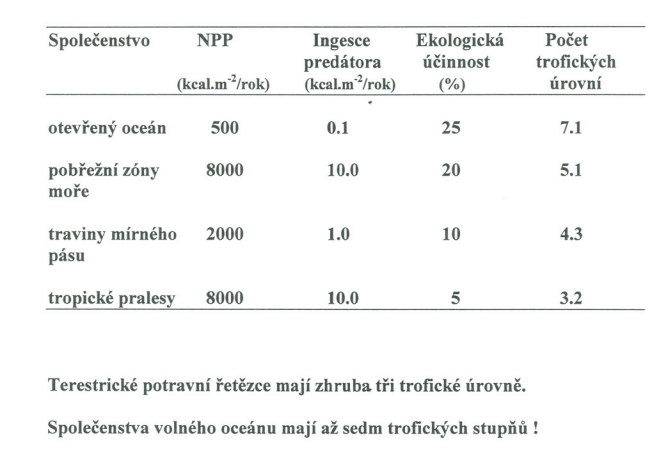 Společenstvo NPP Ingesce Ekologická Počet
predátora účinnost trofických
(kcal.m-2/rok) (kcal.m-2/rok) (%) úrovní
otevřený oceán 500 0.1 25 7.1
pobřežní zóny 8000 10.0 20 5.1
moře
traviny mírného 2000 1.0 10 4.3
pásu
tropické pralesy 8000 10.0 5 3.2
Terestrické potravní řetězce mají zhruba tři trofické úrovně.
Společenstva volného oceánu mají až sedm trofických stupňů !